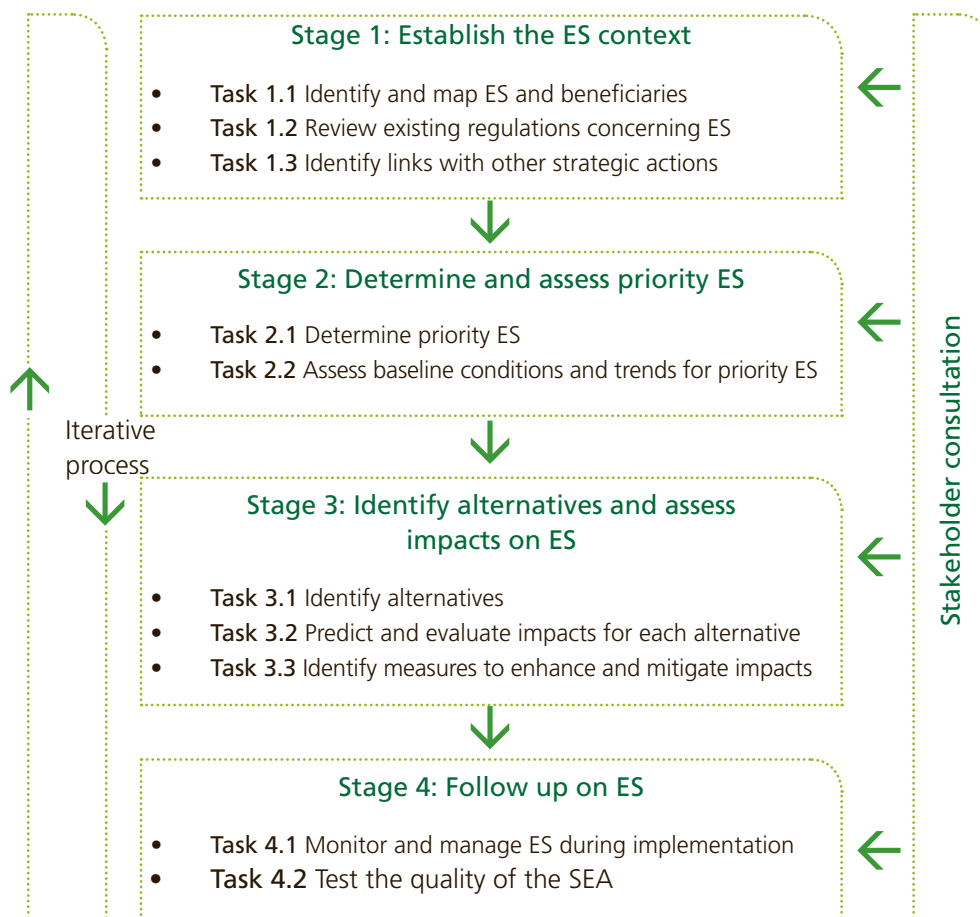 Stage 1: Establish the ES context
• Task 1.1 Identify and map ES and beneficiaries
• Task 1.2 Review existing regulations concerning ES
• Task 1.3 Identify links with other strategic actions
Stage 2: Determine and assess priority ES
• Task 2.1 Determine priority ES
• Task 2.2 Assess baseline conditions and trends for priority ES
Iterative
process
Stage 3: Identify alternatives and assess
impacts on ES
• Task 3.1 Identify alternatives
• Task 3.2 Predict and evaluate impacts for each alternative
• Task 3.3 Identify measures to enhance and mitigate impacts
Stage 4: Follow up on ES
• Task 4.1 Monitor and manage ES during implementation
• Task 4.2 Test the quality of the SEA
Stakeholder consultation